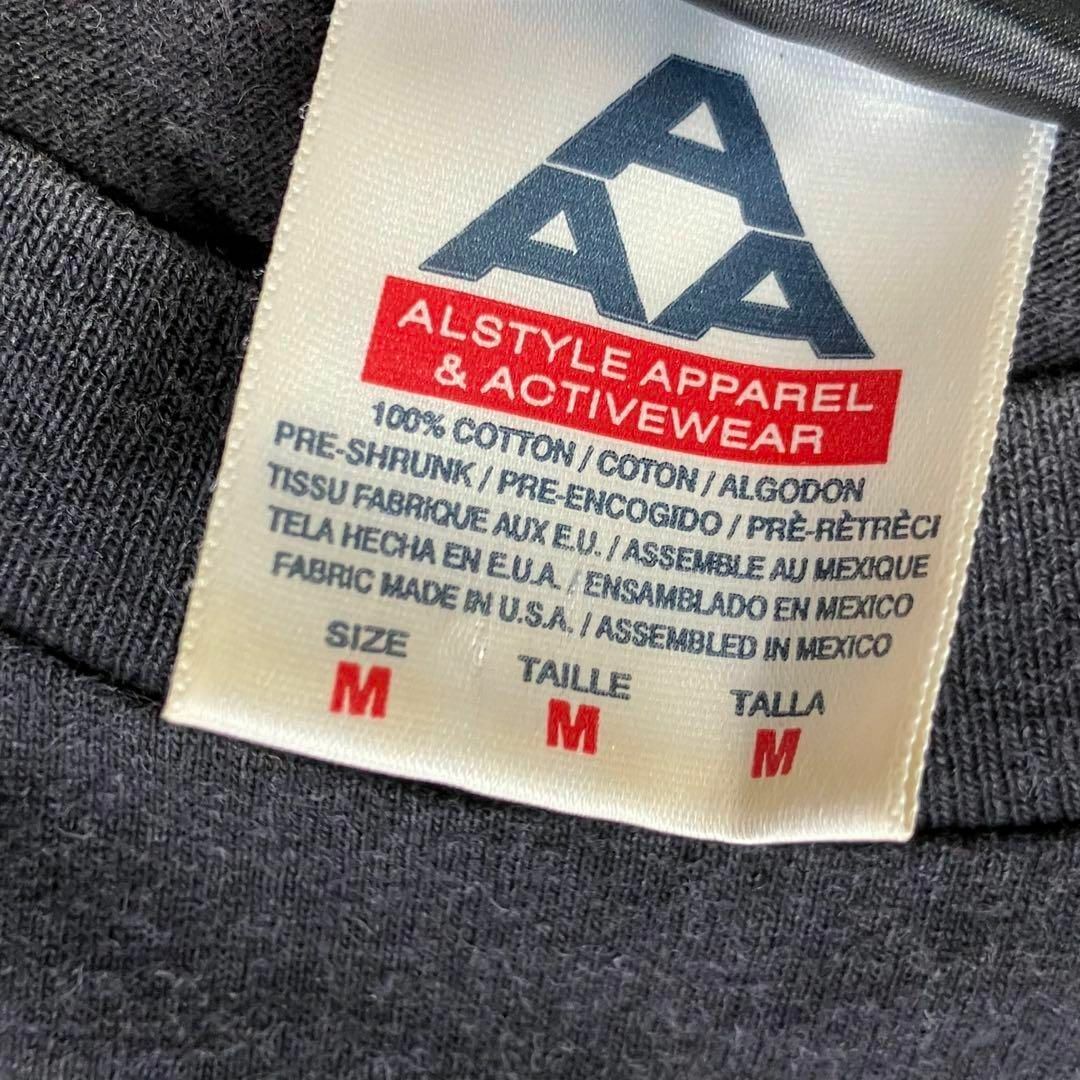 AAA
ALSTYLE APPAREL
& ACTIVEWEAR
100% COTTON / COTON / ALGODON
PRE-SHRUNK / PRE-ENCOGIDO / PRÈ-RÈTRÈCI
TISSU FABRIQUE AUX E.U. / ASSEMBLE AU MEXIQUE
TELA HECHA EN E.U.A. / ENSAMBLADO EN MEXICO
FABRIC MADE IN U.S.A. / ASSEMBLED IN MEXICO
SIZE TAILLE TALLA
M M M